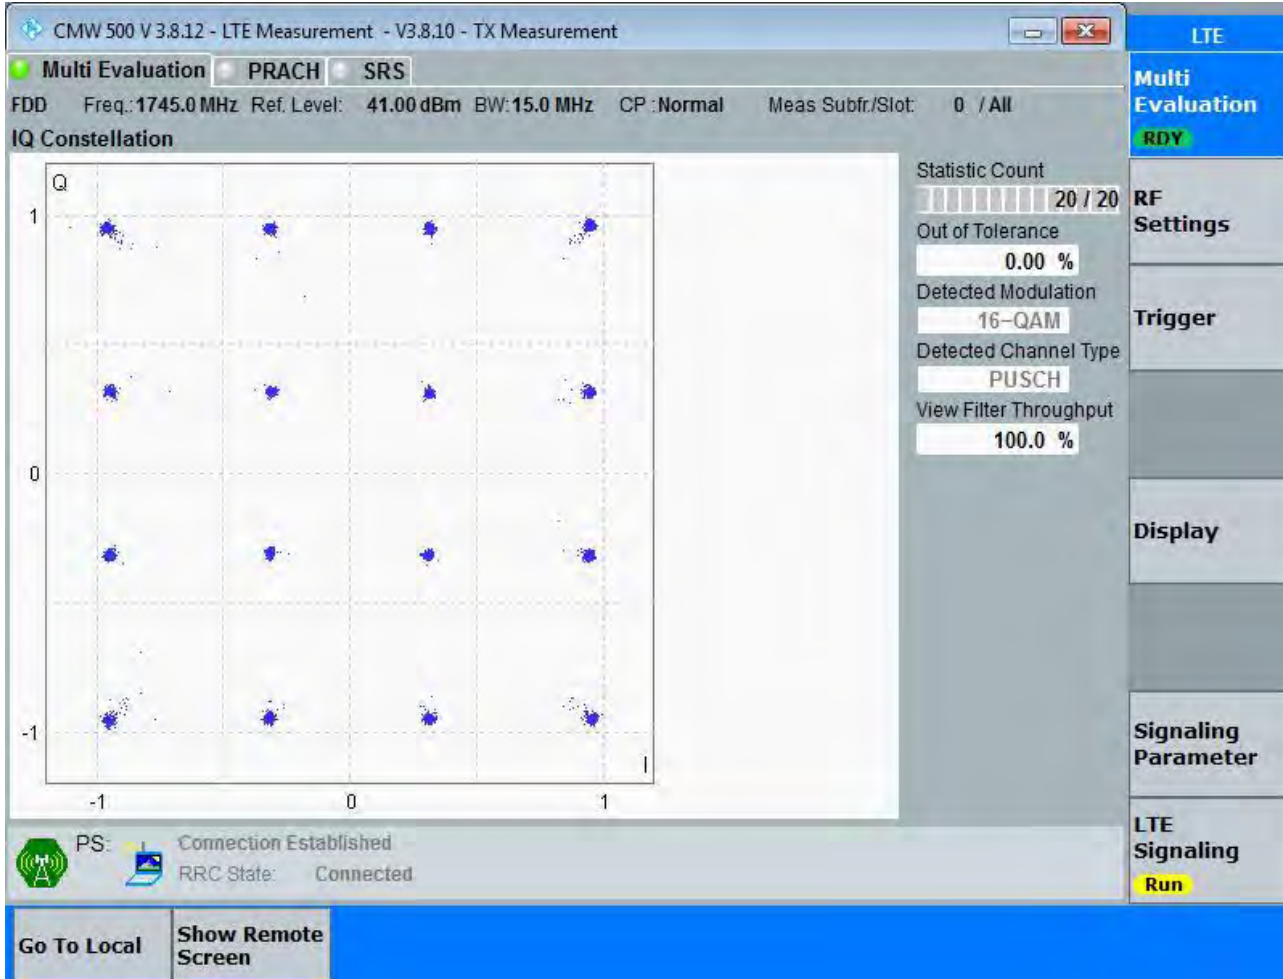 CMW 500 V 3.8.12 - LTE Measurement - V3.8.10 - TX Measurement
LTE
Multi Evaluation PRACH SRS
Multi
Evaluation
RDY
FDD Freq.:1745.0 MHz Ref. Level: 41.00 dBm BW:15.0 MHz CP :Normal Meas Subfr./Slot: 0 / All
IQ Constellation
Q
1
0
-1
I
-1 0 1
Statistic Count
20 / 20
Out of Tolerance
0.00 %
Detected Modulation
16-QAM
Detected Channel Type
PUSCH
View Filter Throughput
100.0 %
RF
Settings
Trigger
Display
Signaling
Parameter
LTE
Signaling
Run
PS: Connection Established
RRC State: Connected
Go To Local
Show Remote
Screen